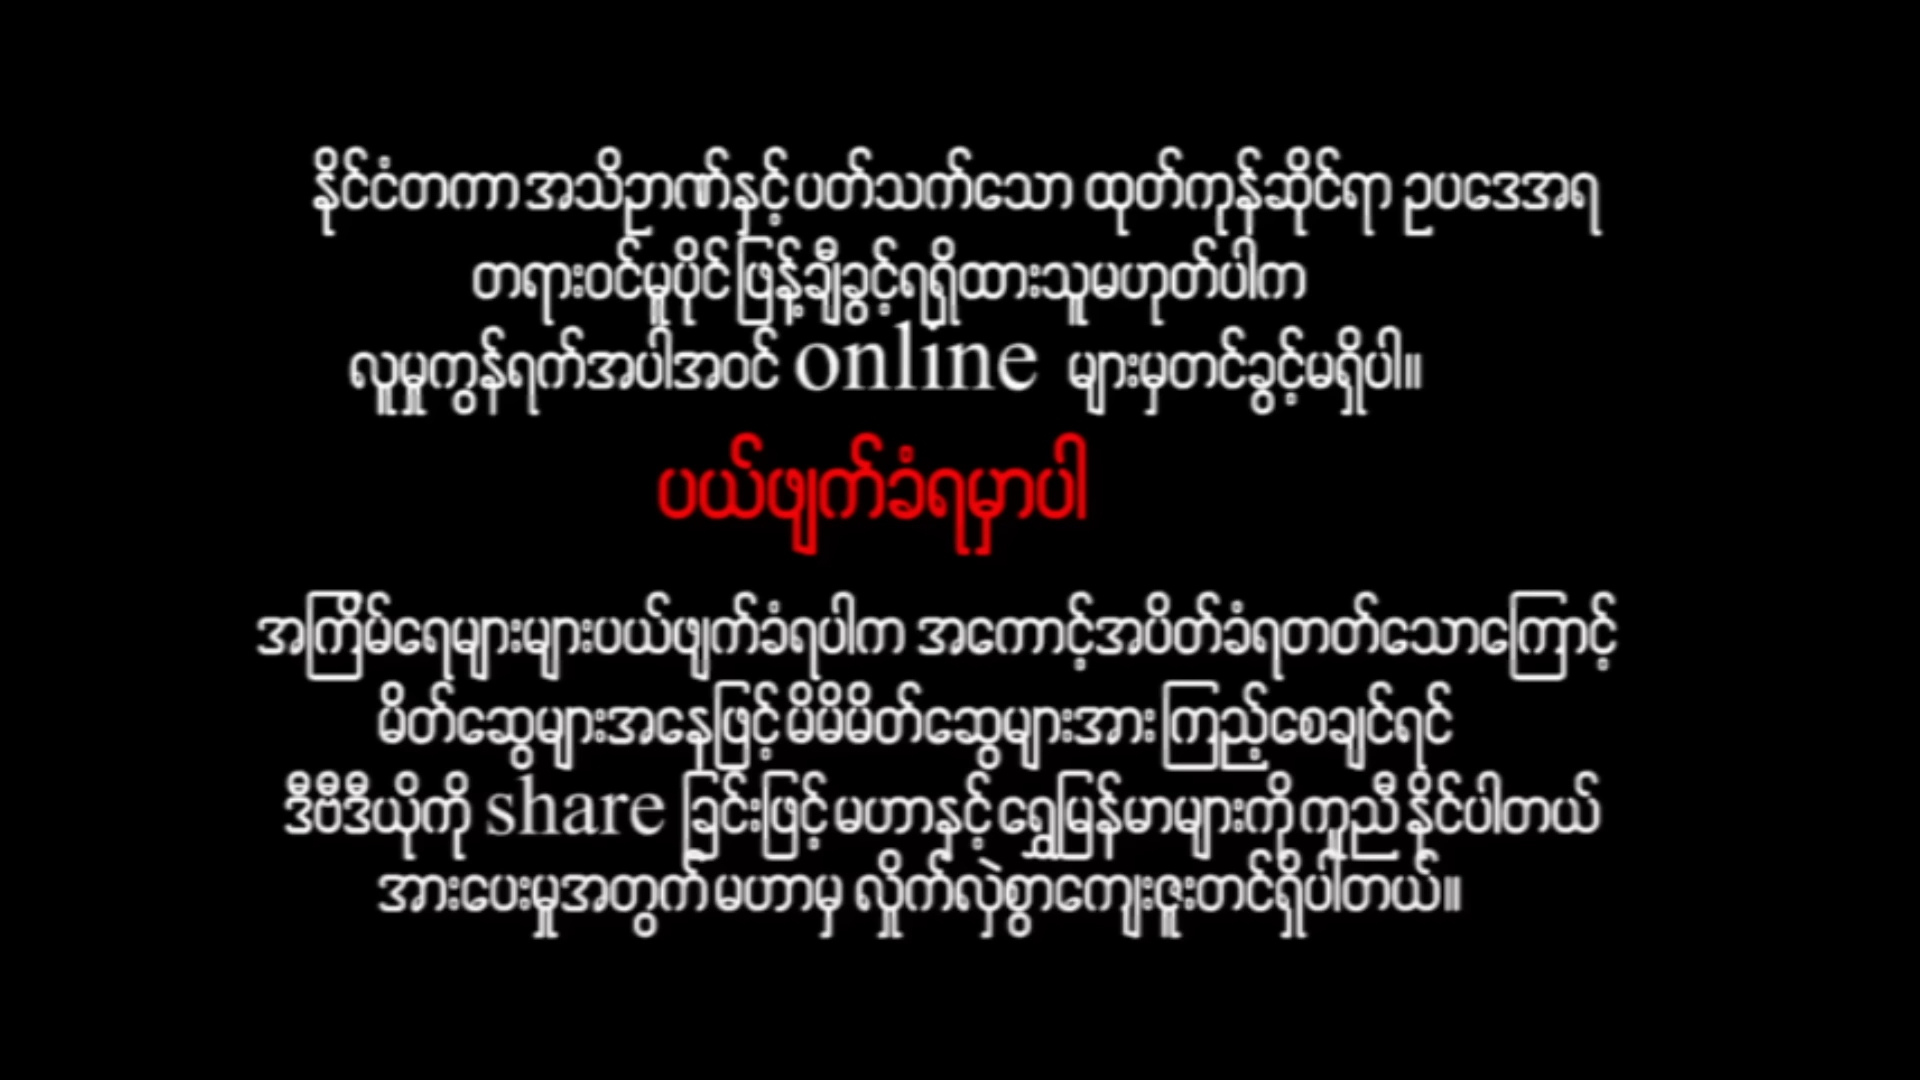 နိုင်ငံတကာ အသိဉာဏ်နှင့် ပတ်သက်သော ထုတ်ကုန်ဆိုင်ရာ ဥပဒေအရ
တရားဝင်မူပိုင် ဖြန့်ချီခွင့်ရရှိထားသူမဟုတ်ပါက
လူမှုကွန်ရက်အပါအဝင် online များမှတင်ခွင့်မရှိပါ။
ပယ်ဖျက်ခံရမှာပါ
အကြိမ်ရေများများပယ်ဖျက်ခံရပါက အကောင့်အပိတ်ခံရတတ်သောကြောင့်
မိတ်ဆွေများအနေဖြင့် မိမိမိတ်ဆွေများအား ကြည့်စေချင်ရင်
ဒီဗီဒီယိုကို share ခြင်းဖြင့် မဟာနှင့် ရွှေမြန်မာများကို ကူညီ နိုင်ပါတယ်
အားပေးမှုအတွက် မဟာမှ လှိုက်လှဲစွာကျေးဇူးတင်ရှိပါတယ်။